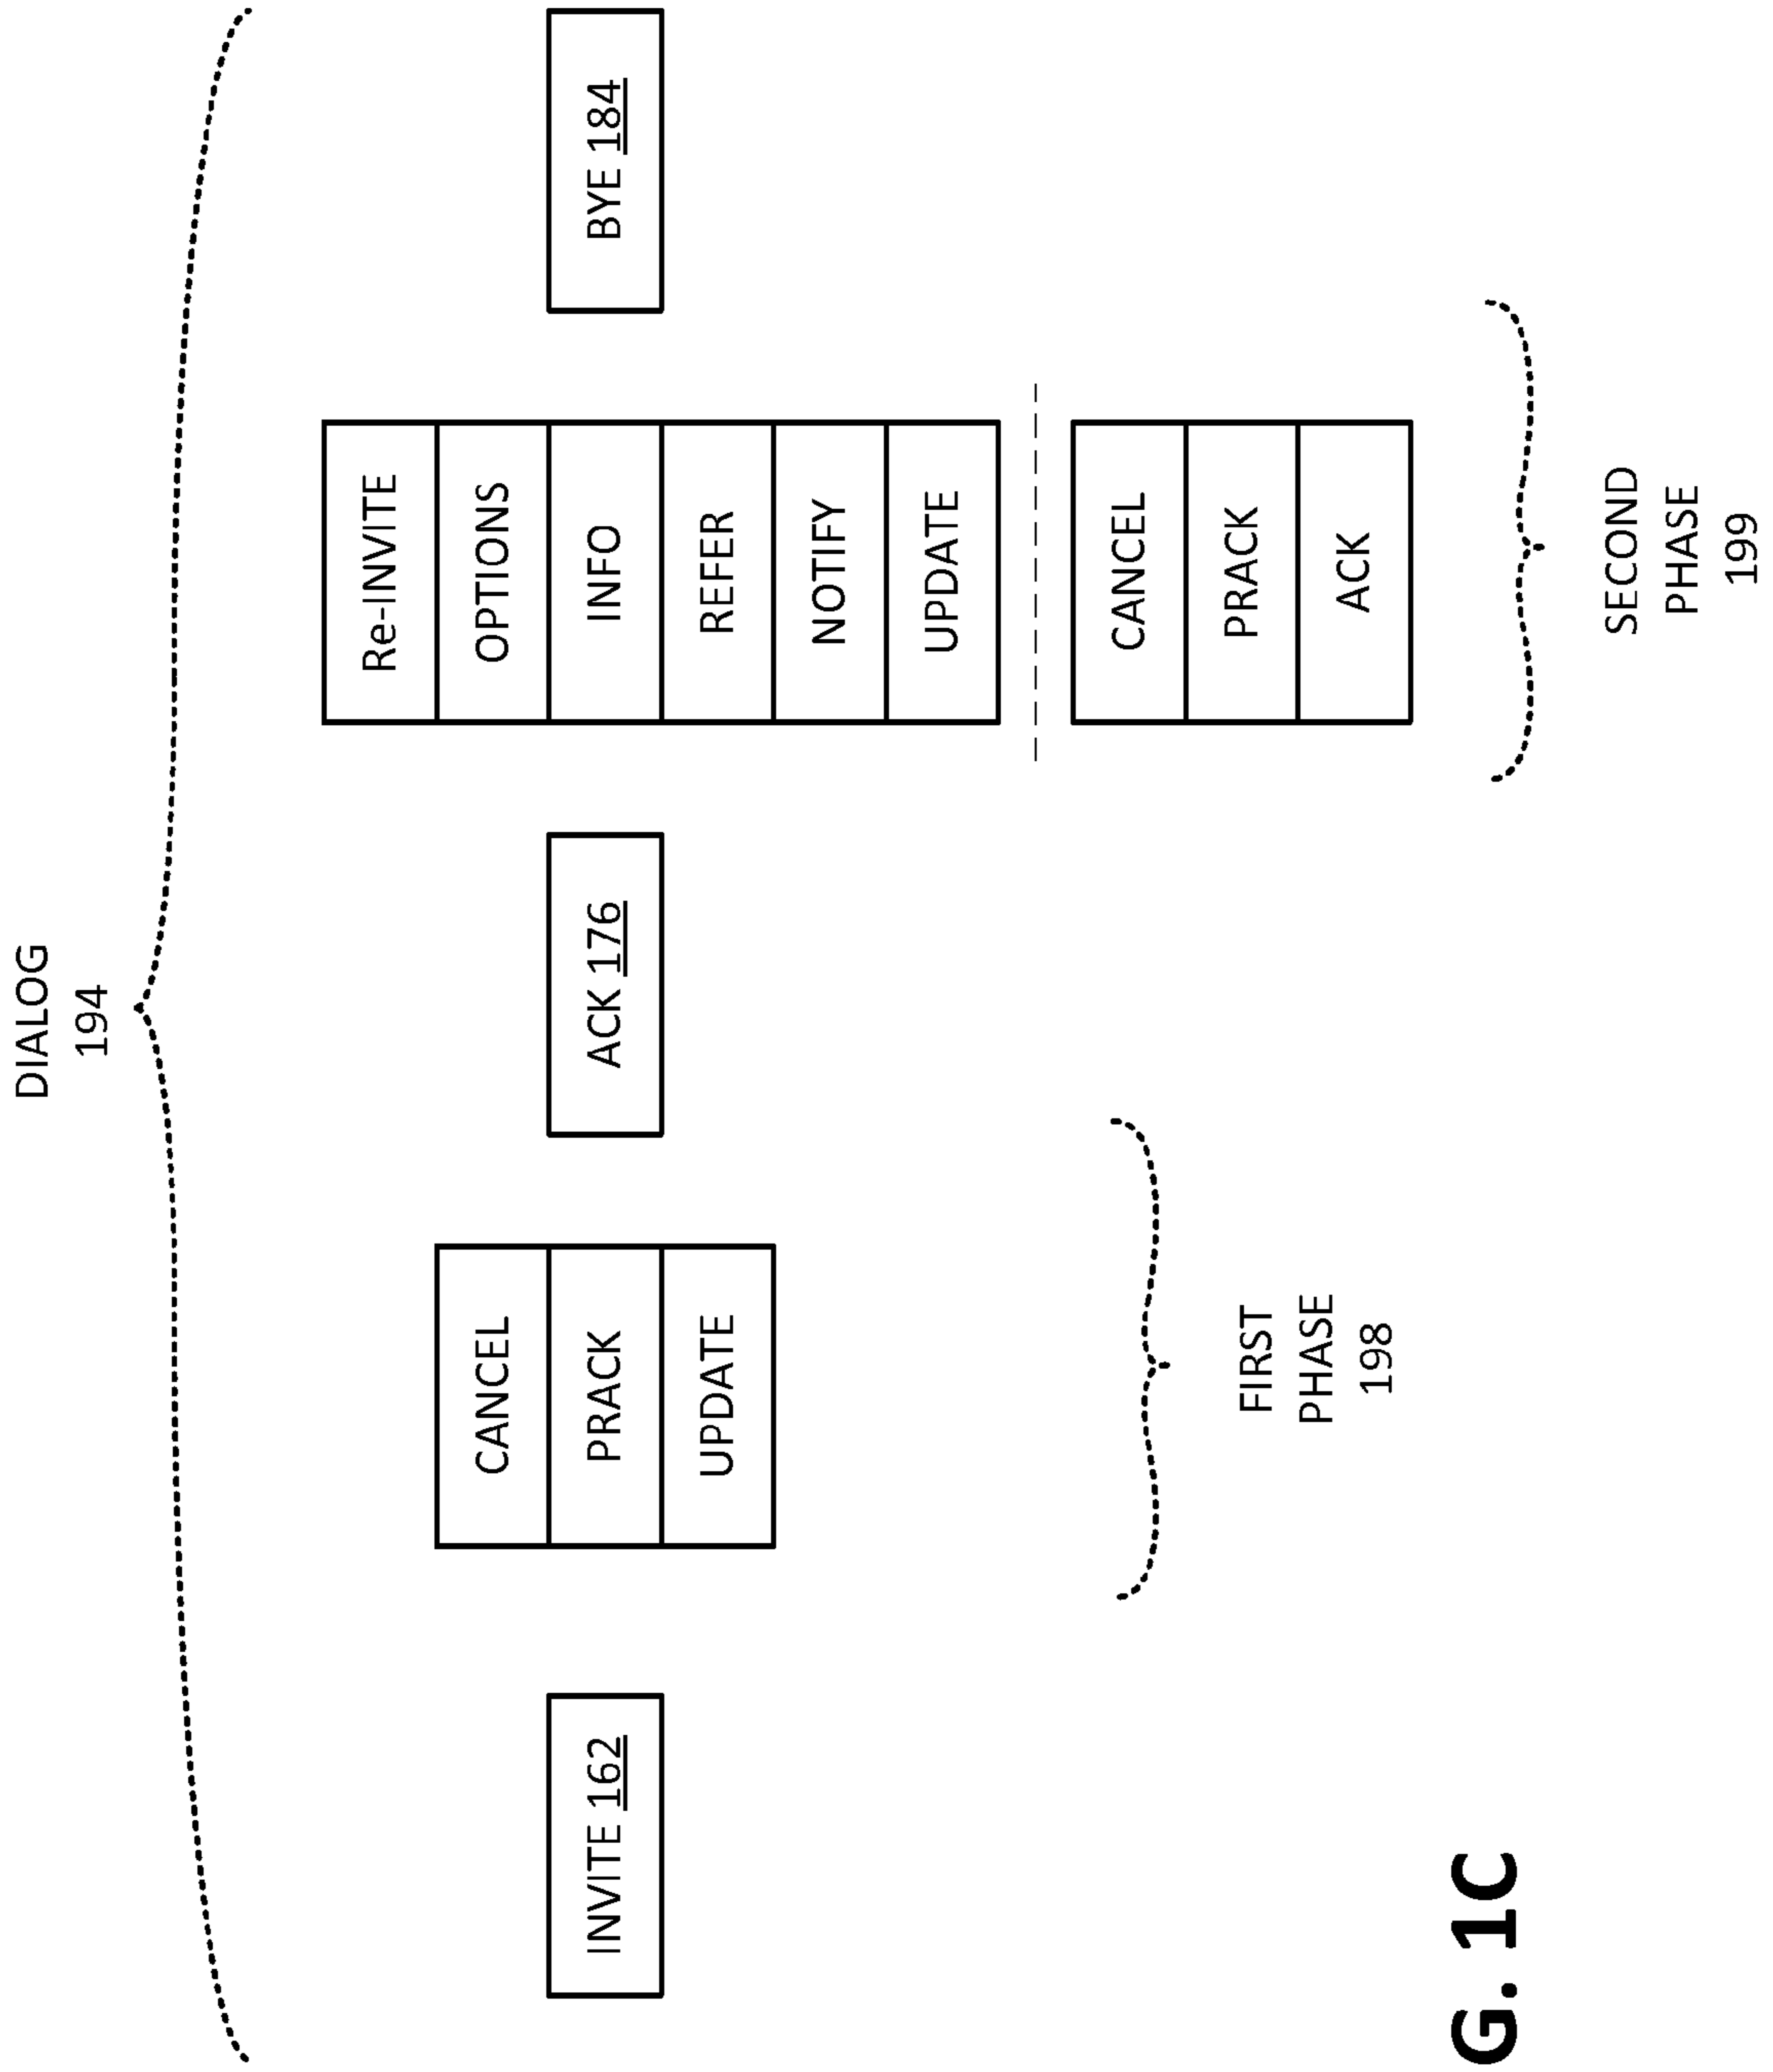 DIALOG
194
INVITE 162
CANCEL
PRACK
UPDATE
ACK 176
Re-INVITE
OPTIONS
INFO
REFER
NOTIFY
UPDATE
CANCEL
PRACK
ACK
BYE 184
FIRST
PHASE
198
SECOND
PHASE
199
G. 1C